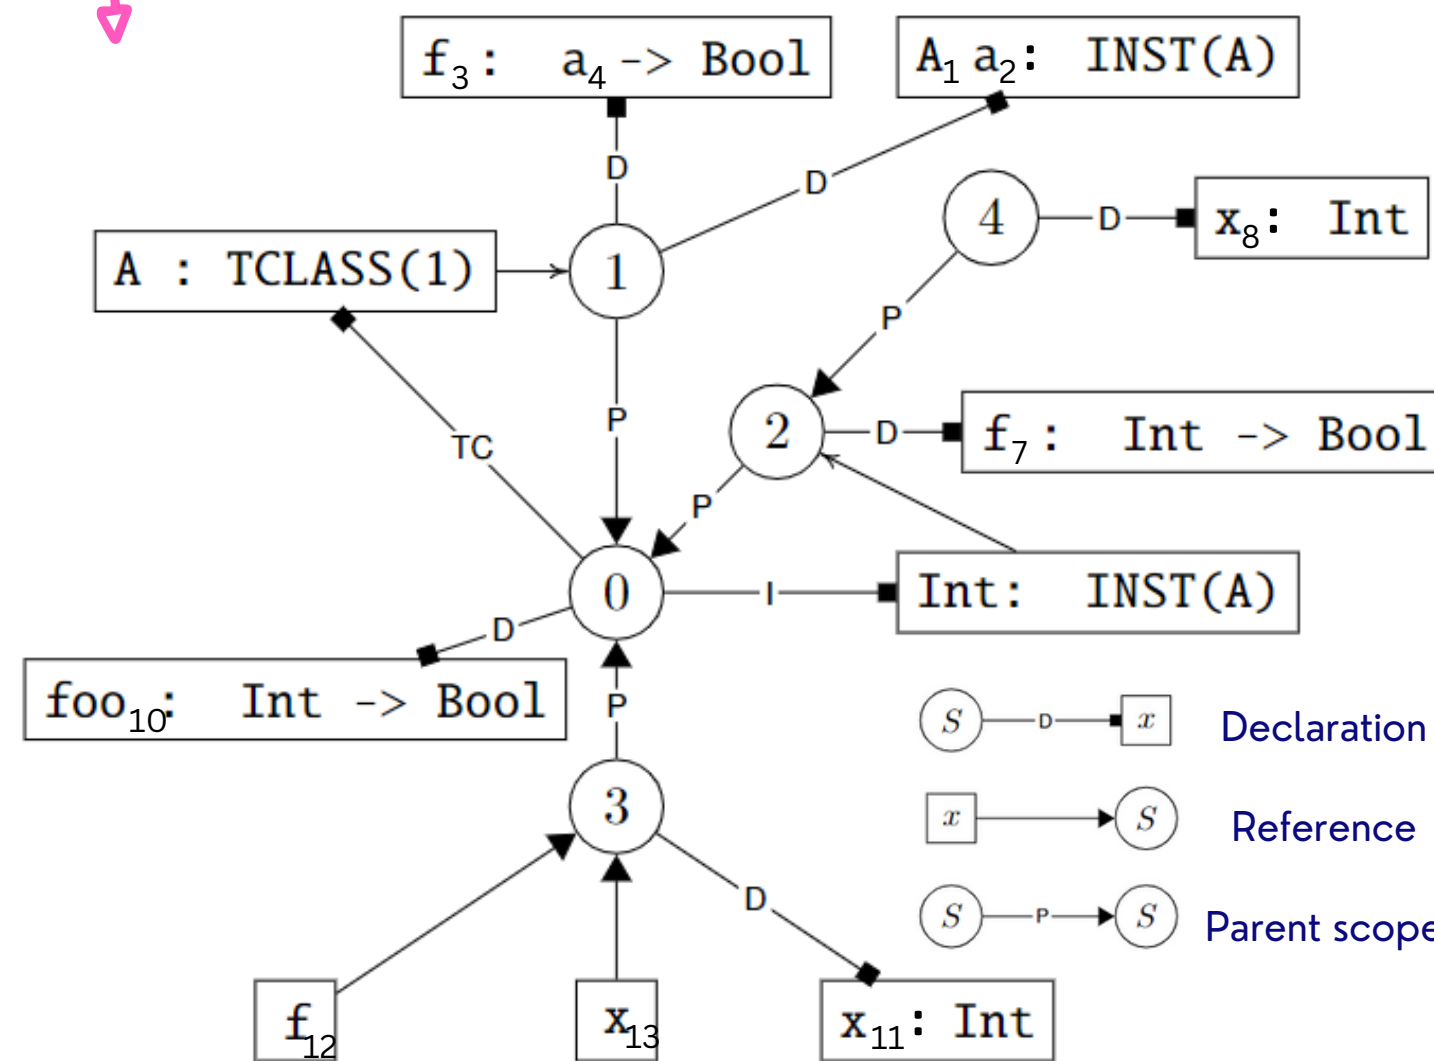 f3 : a4 -> Bool
A1 a2: INST(A)
D
D
4
D
x8: Int
A : TCLASS(1)
1
P
P
TC
2
D
f7 : Int -> Bool
P
0
I
Int: INST(A)
D
foo10: Int -> Bool
P
S
D
x
Declaration
3
x
S
Reference
D
S
P
S
Parent scope
f12
x13
x11: Int